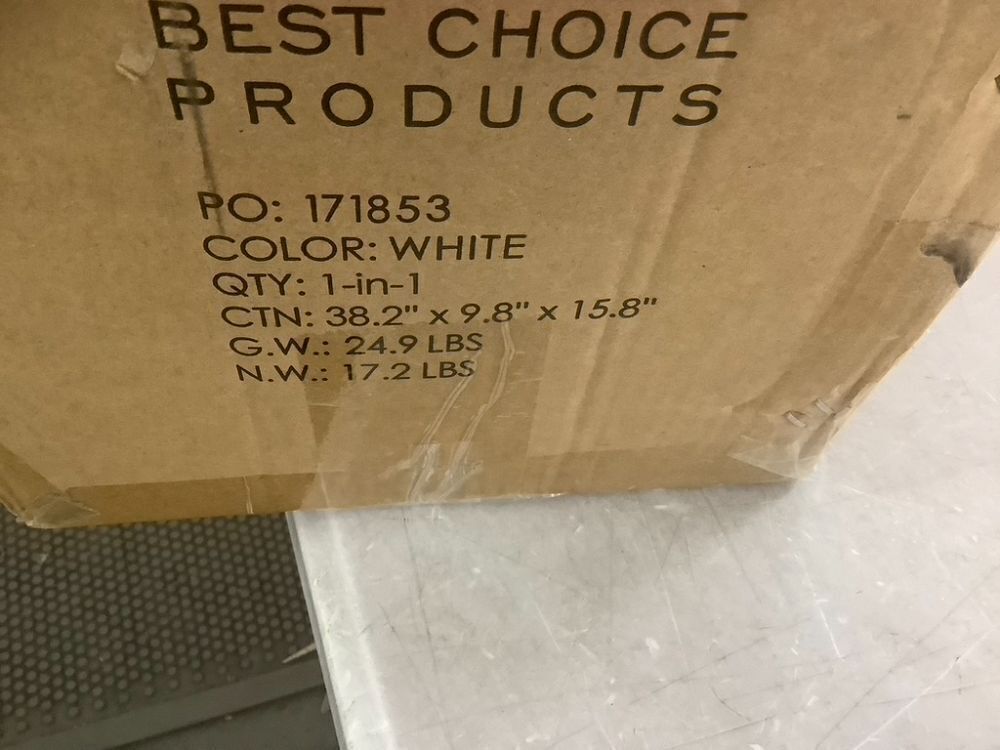 BEST CHOICE
PRODUCTS
PO: 171853
COLOR: WHITE
QTY: 1-in-1
CTN: 38.2" x 9.8" x 15.8"
G.W.: 24.9 LBS
N.W.: 17.2 LBS